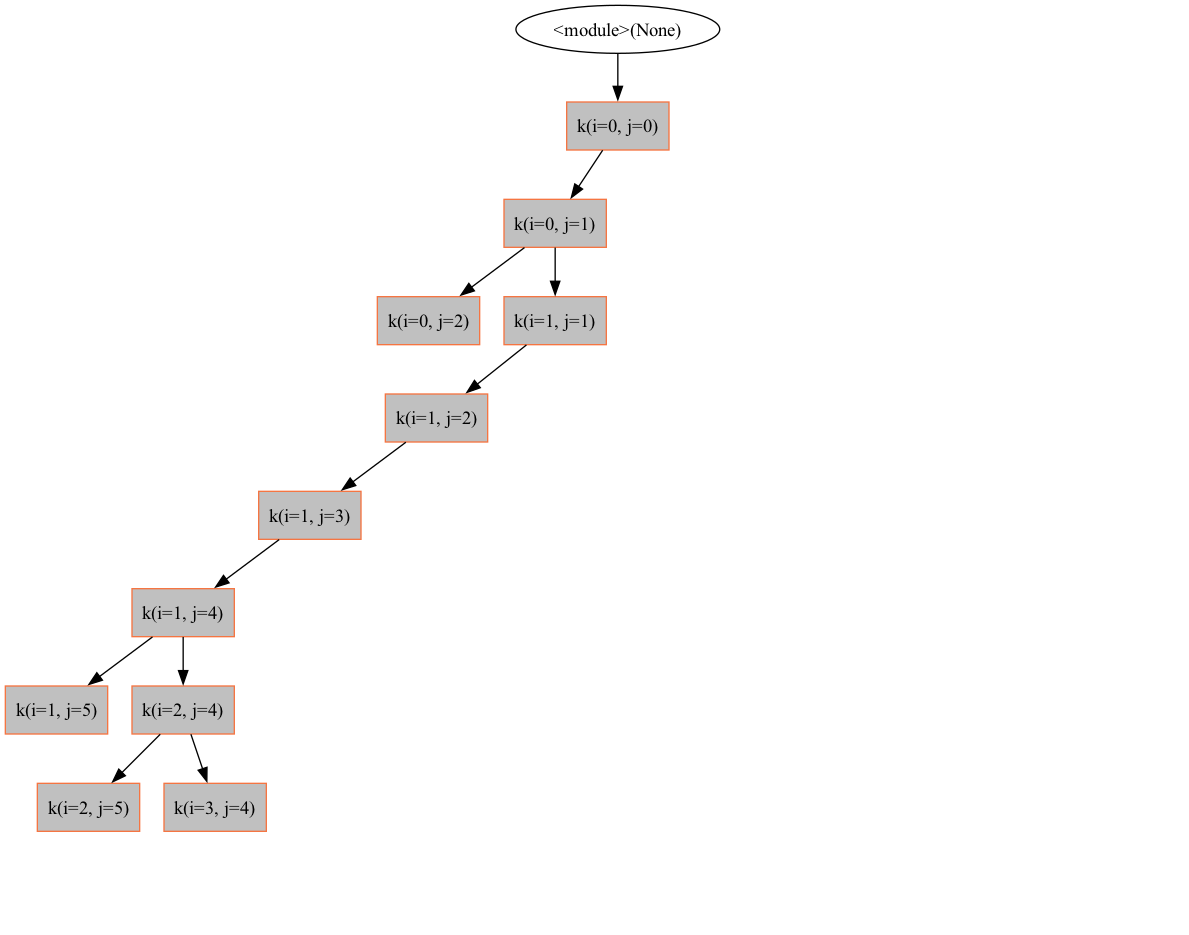 <module>(None)
k(i=0, j=0)
k(i=0, j=1)
k(i=0, j=2)
k(i=1, j=1)
k(i=1, j=2)
k(i=1, j=3)
k(i=1, j=4)
k(i=1, j=5)
k(i=2, j=4)
k(i=2, j=5)
k(i=3, j=4)